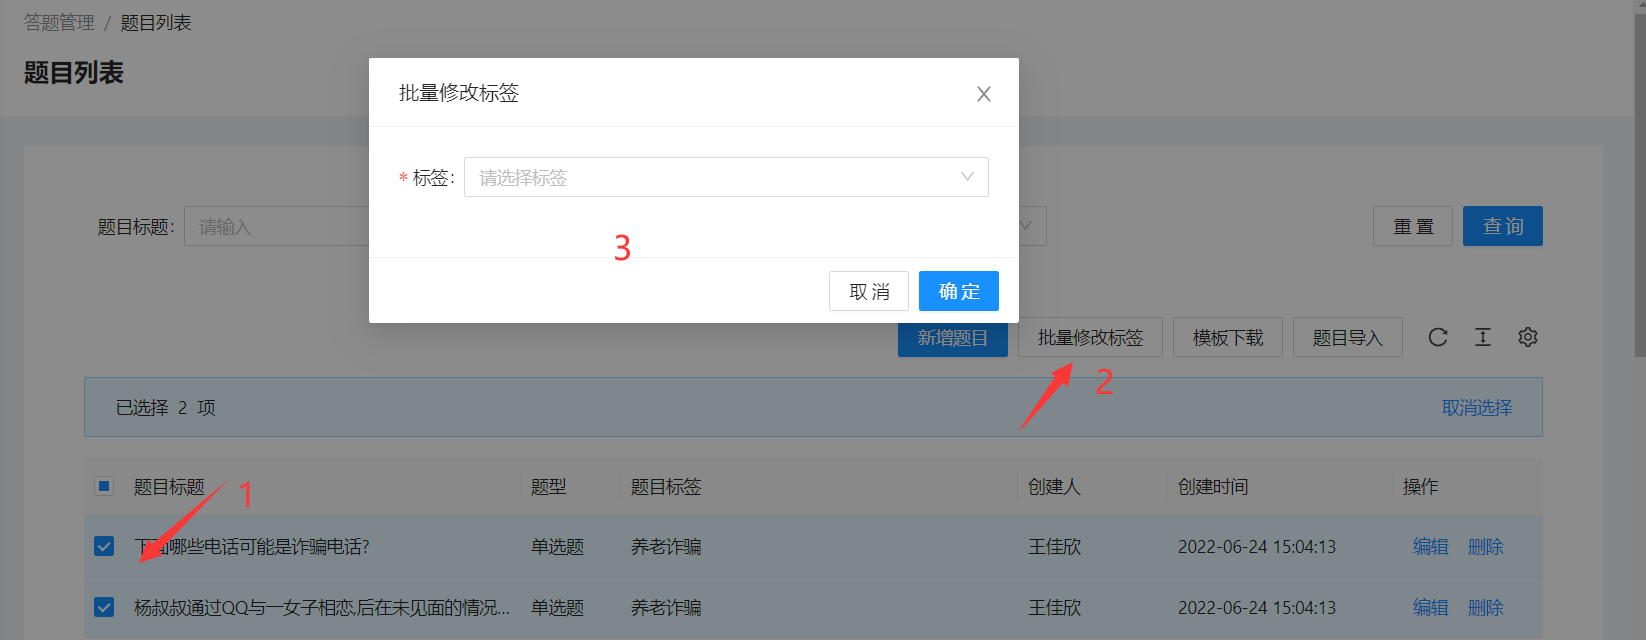 答题管理 / 题目列表
题目列表
批量修改标签
* 标签: 请选择标签
题目标题: 请输入
重 置 查 询
3
取 消 确 定
新增题目 批量修改标签 模板下载 题目导入
2
已选择 2 项 取消选择
题目标题 题型 题目标签 创建人 创建时间 操作
1
下面哪些电话可能是诈骗电话? 单选题 养老诈骗 王佳欣 2022-06-24 15:04:13 编辑 删除
杨叔叔通过QQ与一女子相恋,后在未见面的情况... 单选题 养老诈骗 王佳欣 2022-06-24 15:04:13 编辑 删除